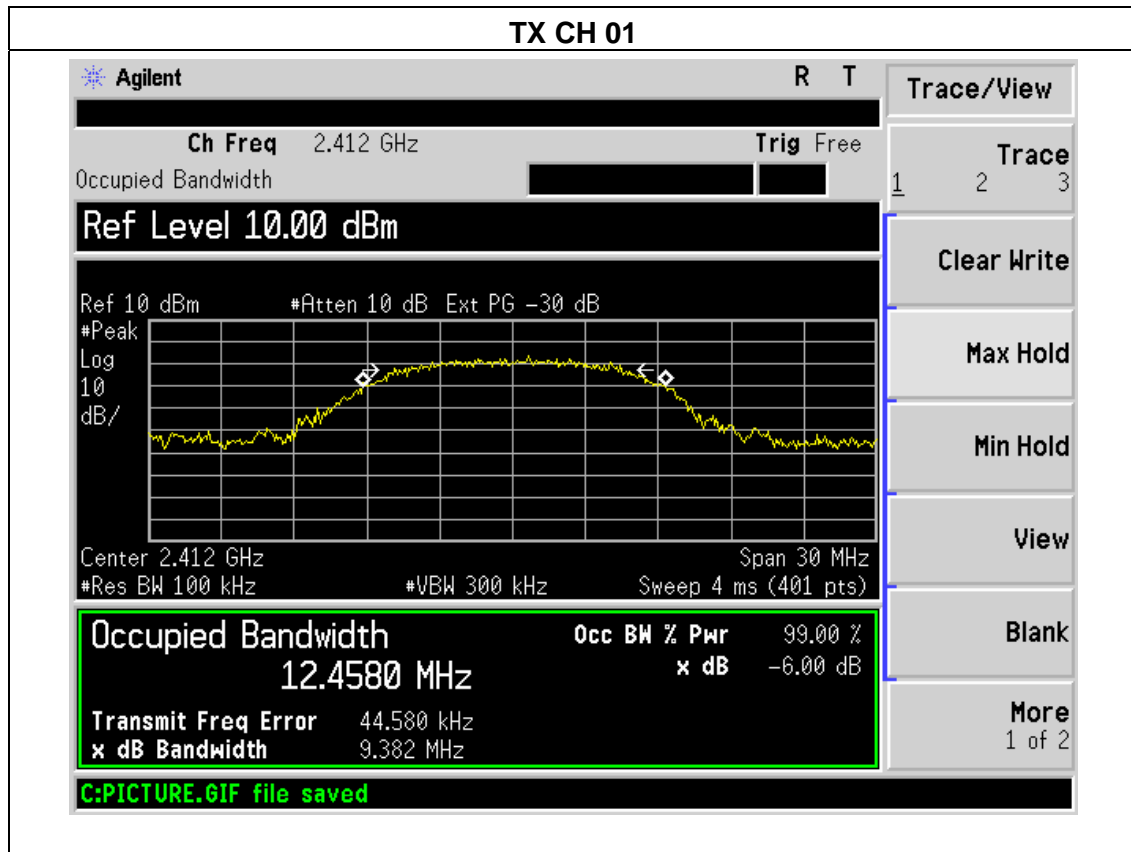 TX CH 01
Agilent R T
Trace/View
Ch Freq 2.412 GHz Trig Free
Occupied Bandwidth
Trace
1 2 3
Ref Level 10.00 dBm
Clear Write
Ref 10 dBm #Atten 10 dB Ext PG -30 dB
#Peak
Log
10
dB/
Max Hold
Min Hold
Center 2.412 GHz Span 30 MHz
#Res BW 100 kHz #VBW 300 kHz Sweep 4 ms (401 pts)
View
Occupied Bandwidth Occ BW % Pwr 99.00 %
12.4580 MHz x dB -6.00 dB
Blank
Transmit Freq Error 44.580 kHz
x dB Bandwidth 9.382 MHz
More
1 of 2
C:PICTURE.GIF file saved